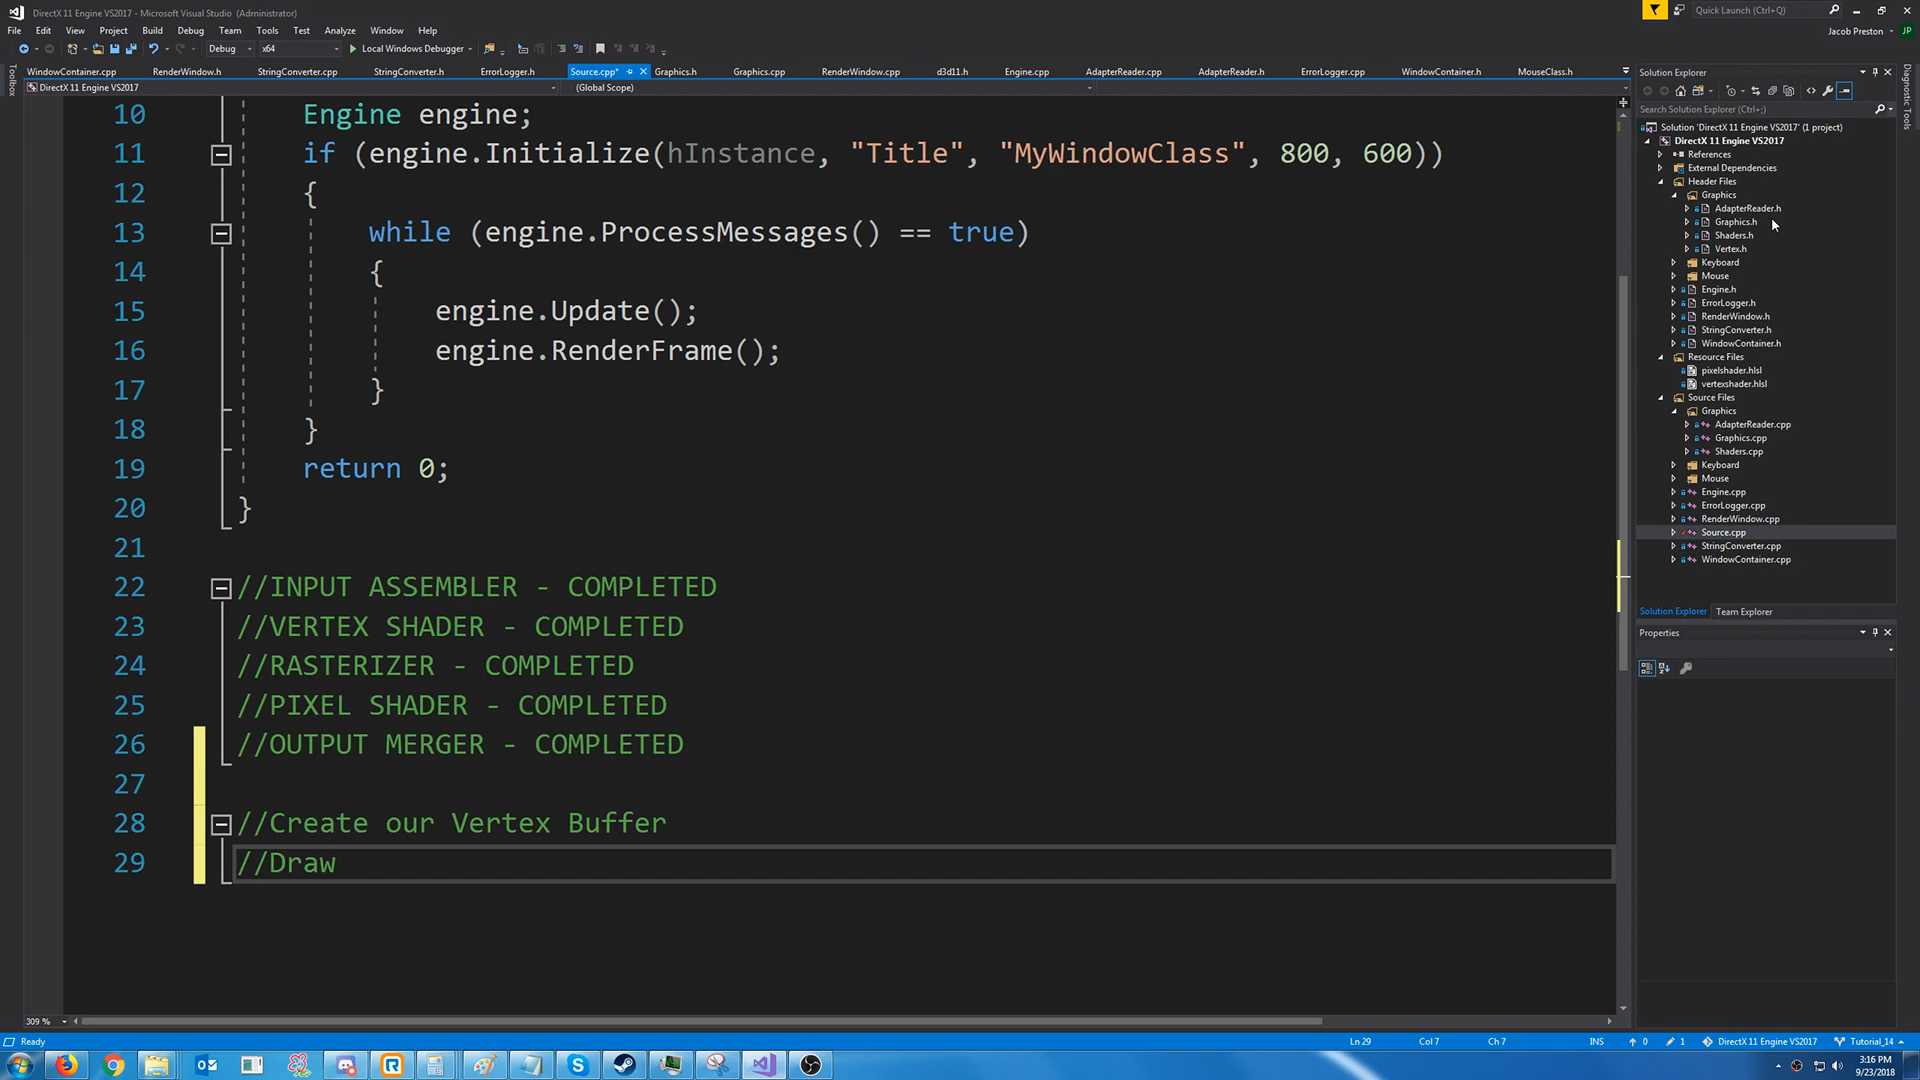 DirectX 11 Engine VS2017 - Microsoft Visual Studio (Administrator)
Quick Launch (Ctrl+Q)
File Edit View Project Build Debug Team Tools Test Analyze Window Help
Jacob Preston JP
Debug x64 Local Windows Debugger
WindowContainer.cpp RenderWindow.h StringConverter.cpp StringConverter.h ErrorLogger.h Source.cpp* Graphics.h Graphics.cpp RenderWindow.cpp d3d11.h Engine.cpp AdapterReader.cpp AdapterReader.h ErrorLogger.cpp WindowContainer.h MouseClass.h
DirectX 11 Engine VS2017 (Global Scope)
Toolbox
10 Engine engine;
11 if (engine.Initialize(hInstance, "Title", "MyWindowClass", 800, 600))
12 {
13 while (engine.ProcessMessages() == true)
14 {
15 engine.Update();
16 engine.RenderFrame();
17 }
18 }
19 return 0;
20 }
21
22 //INPUT ASSEMBLER - COMPLETED
23 //VERTEX SHADER - COMPLETED
24 //RASTERIZER - COMPLETED
25 //PIXEL SHADER - COMPLETED
26 //OUTPUT MERGER - COMPLETED
27
28 //Create our Vertex Buffer
29 //Draw
309 %
Solution Explorer
Search Solution Explorer (Ctrl+;)
Solution 'DirectX 11 Engine VS2017' (1 project)
DirectX 11 Engine VS2017
References
External Dependencies
Header Files
Graphics
AdapterReader.h
Graphics.h
Shaders.h
Vertex.h
Keyboard
Mouse
Engine.h
ErrorLogger.h
RenderWindow.h
StringConverter.h
WindowContainer.h
Resource Files
pixelshader.hlsl
vertexshader.hlsl
Source Files
Graphics
AdapterReader.cpp
Graphics.cpp
Shaders.cpp
Keyboard
Mouse
Engine.cpp
ErrorLogger.cpp
RenderWindow.cpp
Source.cpp
StringConverter.cpp
WindowContainer.cpp
Solution Explorer Team Explorer
Properties
Diagnostic Tools
Ready Ln 29 Col 7 Ch 7 INS 0 1 DirectX 11 Engine VS2017 Tutorial_14
3:16 PM
9/23/2018